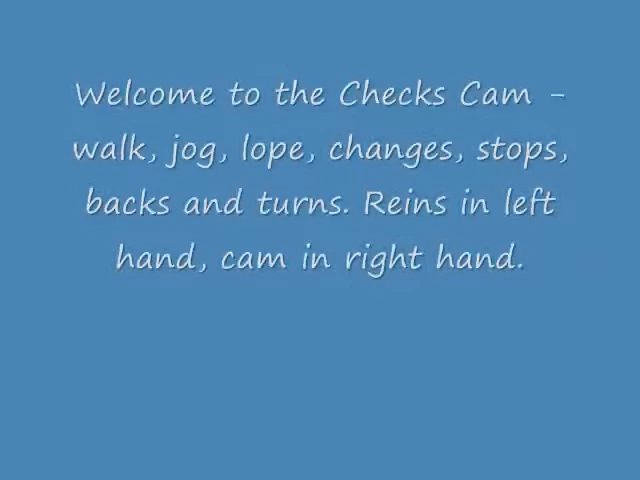 Welcome to the Checks Cam -
walk, jog, lope, changes, stops,
backs and turns. Reins in left
hand, cam in right hand.